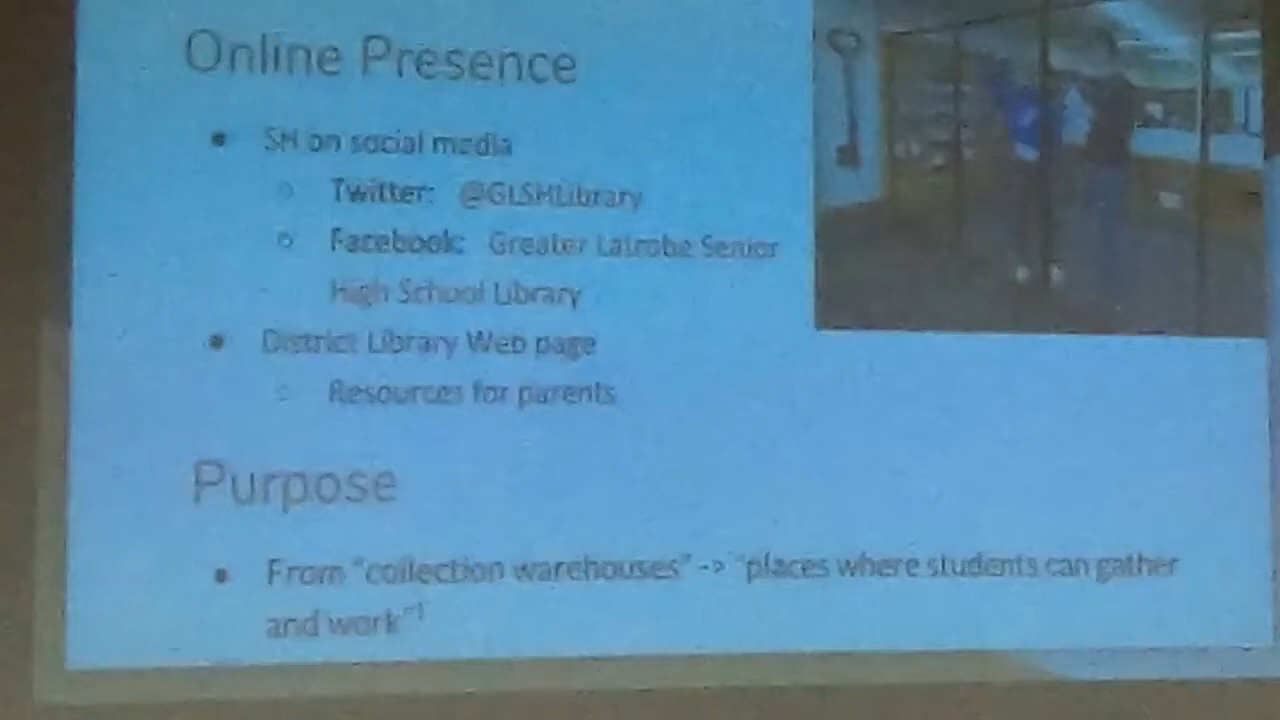 Online Presence
SH on social media
Twitter: @GLSHLibrary
Facebook: Greater Latrobe Senior
High School Library
District Library Web page
Resources for parents
Purpose
From "collection warehouses" -> "places where students can gather
and work"1